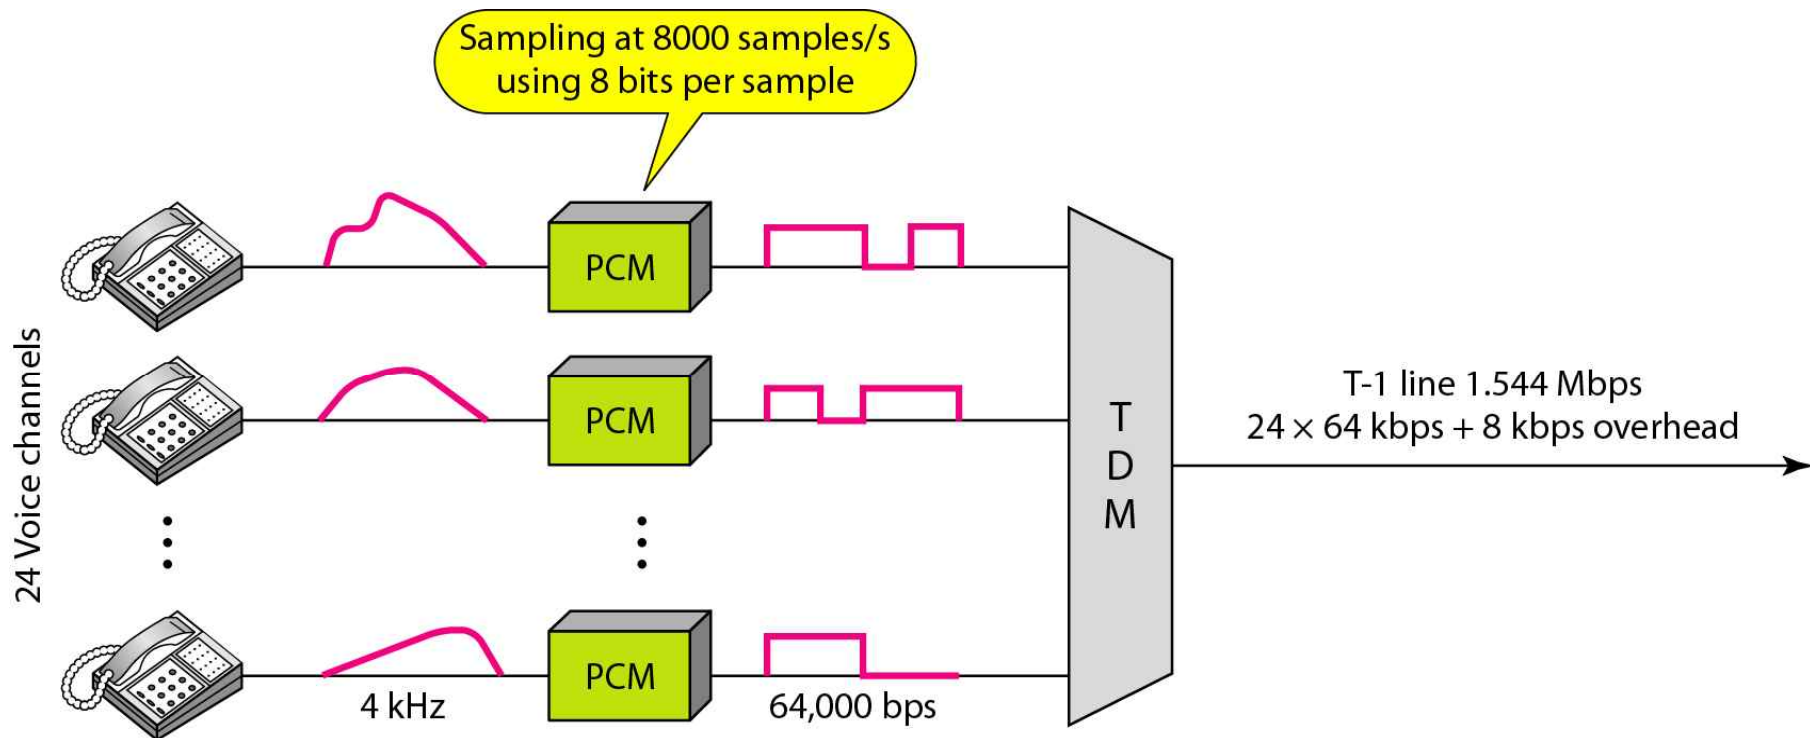 Sampling at 8000 samples/s
using 8 bits per sample
24 Voice channels
PCM
PCM
PCM
4 kHz
64,000 bps
T
D
M
T-1 line 1.544 Mbps
24 × 64 kbps + 8 kbps overhead